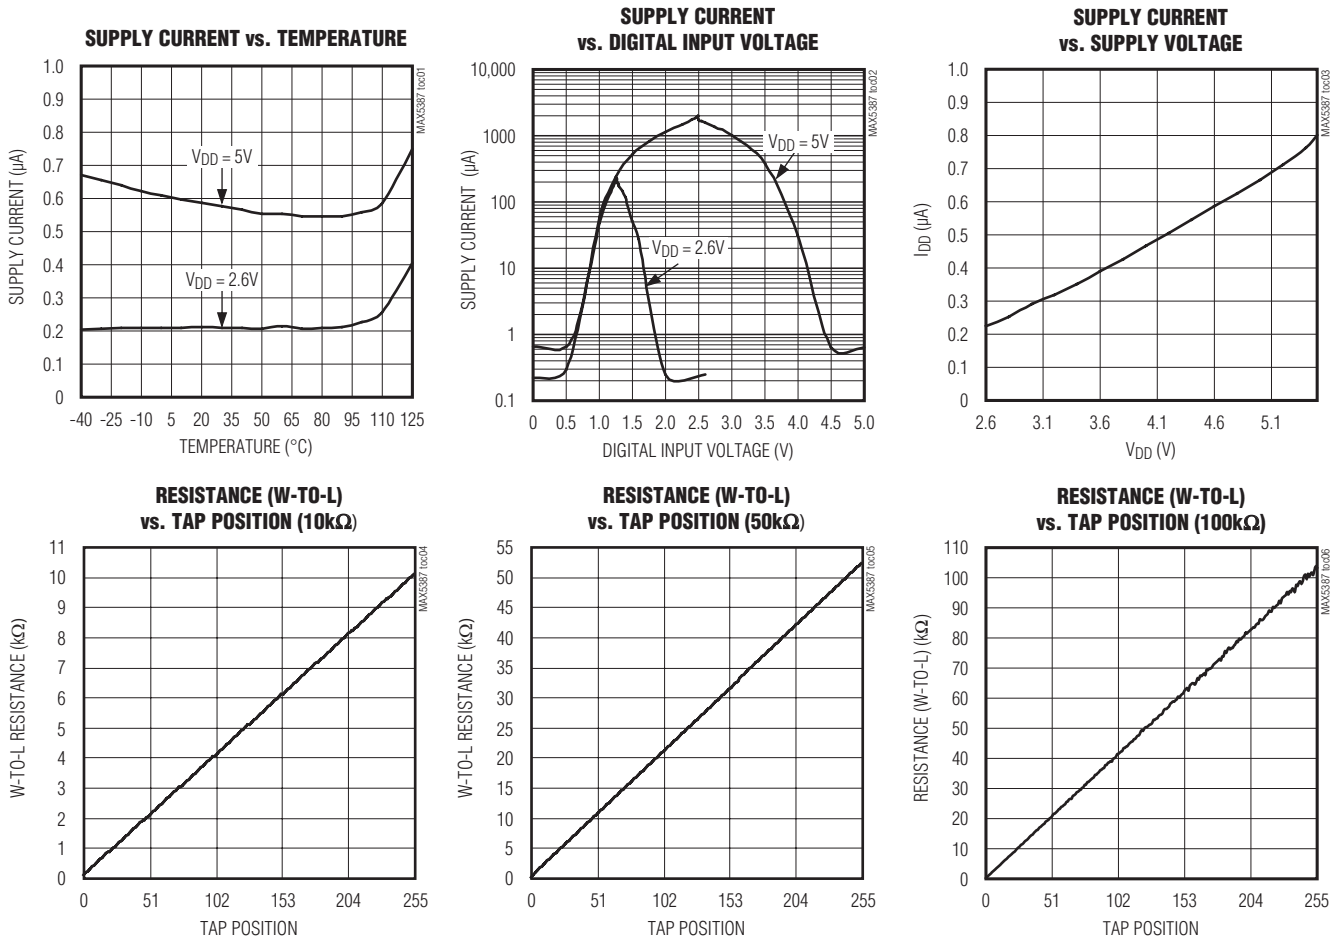 SUPPLY CURRENT vs. TEMPERATURE
MAX5387 toc01
SUPPLY CURRENT (µA)
1.0
0.9
0.8
0.7
0.6
0.5
0.4
0.3
0.2
0.1
0
VDD = 5V
VDD = 2.6V
-40 -25 -10 5 20 35 50 65 80 95 110 125
TEMPERATURE (°C)
SUPPLY CURRENT
vs. DIGITAL INPUT VOLTAGE
MAX5387 toc02
SUPPLY CURRENT (µA)
10,000
1000
100
10
1
0.1
VDD = 5V
VDD = 2.6V
0 0.5 1.0 1.5 2.0 2.5 3.0 3.5 4.0 4.5 5.0
DIGITAL INPUT VOLTAGE (V)
SUPPLY CURRENT
vs. SUPPLY VOLTAGE
MAX5387 toc03
IDD (µA)
1.0
0.9
0.8
0.7
0.6
0.5
0.4
0.3
0.2
0.1
0
2.6 3.1 3.6 4.1 4.6 5.1
VDD (V)
RESISTANCE (W-TO-L)
vs. TAP POSITION (10kΩ)
MAX5387 toc04
W-TO-L RESISTANCE (kΩ)
11
10
9
8
7
6
5
4
3
2
1
0
0 51 102 153 204 255
TAP POSITION
RESISTANCE (W-TO-L)
vs. TAP POSITION (50kΩ)
MAX5387 toc05
W-TO-L RESISTANCE (kΩ)
55
50
45
40
35
30
25
20
15
10
5
0
0 51 102 153 204 255
TAP POSITION
RESISTANCE (W-TO-L)
vs. TAP POSITION (100kΩ)
MAX5387 toc06
RESISTANCE (W-TO-L) (kΩ)
110
100
90
80
70
60
50
40
30
20
10
0
0 51 102 153 204 255
TAP POSITION